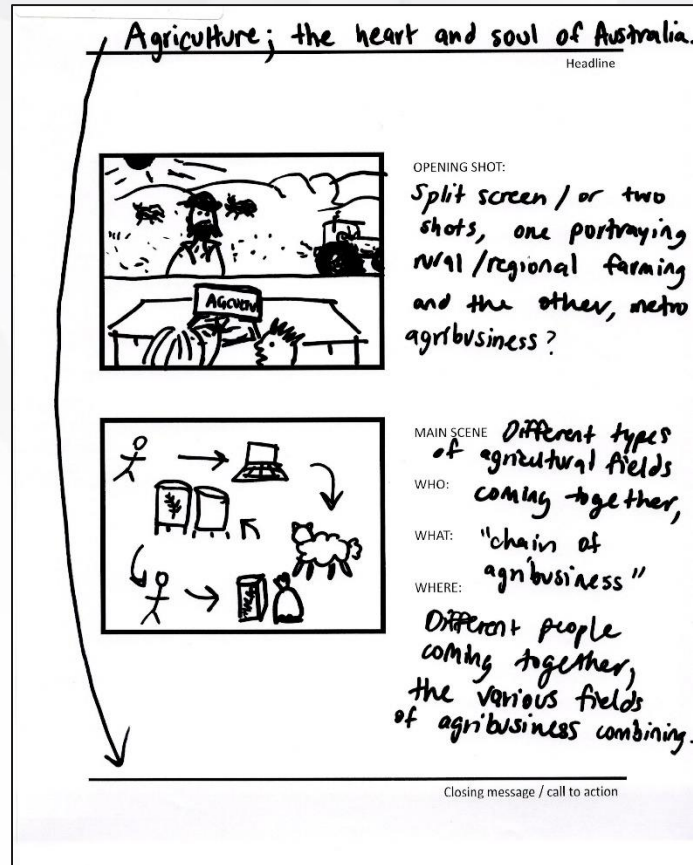 Agriculture; the heart and soul of Australia.
Headline
OPENING SHOT:
Split screen / or two
shots, one portraying
rural/regional farming
and the other, metro
agribusiness?
MAIN SCENE Different types
of agricultural fields
WHO: coming together,
WHAT: "chain of
agribusiness"
WHERE:
Different people
coming together,
the various fields
of agribusiness combining.
Closing message / call to action